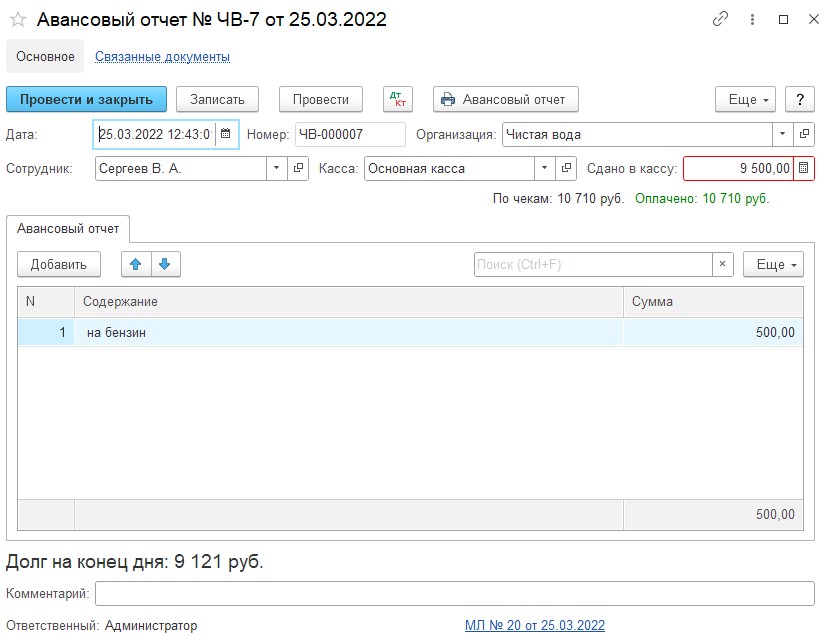 Авансовый отчет № ЧВ-7 от 25.03.2022
Основное Связанные документы
Провести и закрыть Записать Провести Дт Кт Авансовый отчет Еще ?
Дата: 25.03.2022 12:43:0 Номер: ЧВ-000007 Организация: Чистая вода
Сотрудник: Сергеев В. А. Касса: Основная касса Сдано в кассу: 9 500,00
По чекам: 10 710 руб. Оплачено: 10 710 руб.
Авансовый отчет
Добавить Поиск (Ctrl+F) × Еще
N Содержание Сумма
1 на бензин 500,00
500,00
Долг на конец дня: 9 121 руб.
Комментарий:
Ответственный: Администратор МЛ № 20 от 25.03.2022